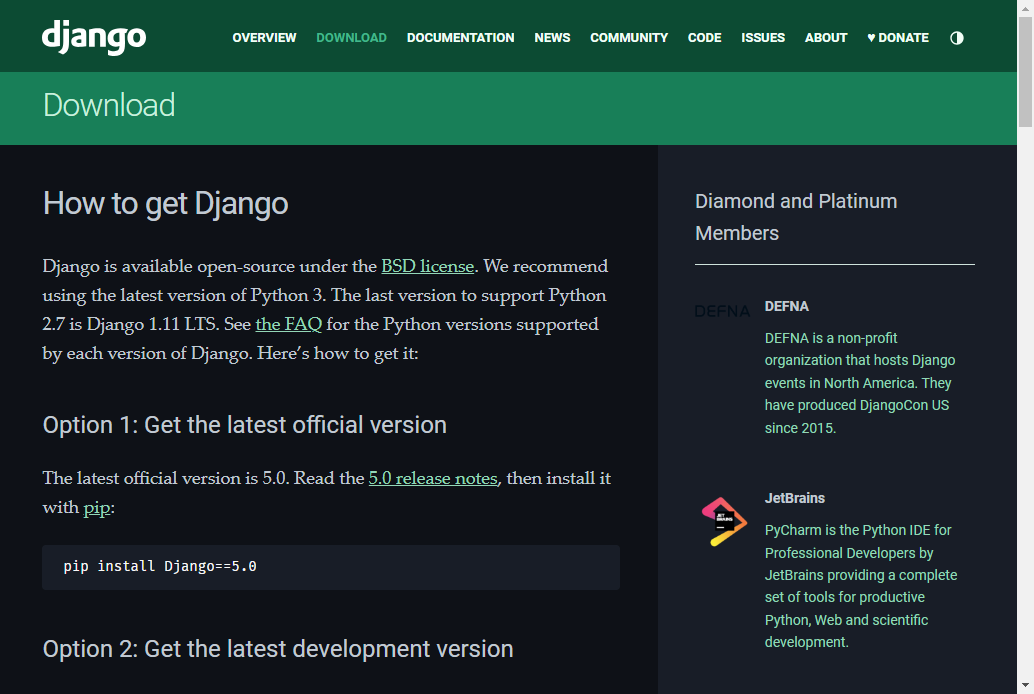 django
OVERVIEW DOWNLOAD DOCUMENTATION NEWS COMMUNITY CODE ISSUES ABOUT ♥ DONATE
Download
How to get Django
Django is available open-source under the BSD license. We recommend
using the latest version of Python 3. The last version to support Python
2.7 is Django 1.11 LTS. See the FAQ for the Python versions supported
by each version of Django. Here’s how to get it:
Option 1: Get the latest official version
The latest official version is 5.0. Read the 5.0 release notes, then install it
with pip:
pip install Django==5.0
Option 2: Get the latest development version
Diamond and Platinum
Members
DEFNA
DEFNA
DEFNA is a non-profit
organization that hosts Django
events in North America. They
have produced DjangoCon US
since 2015.
JET
BRAINS
JetBrains
PyCharm is the Python IDE for
Professional Developers by
JetBrains providing a complete
set of tools for productive
Python, Web and scientific
development.